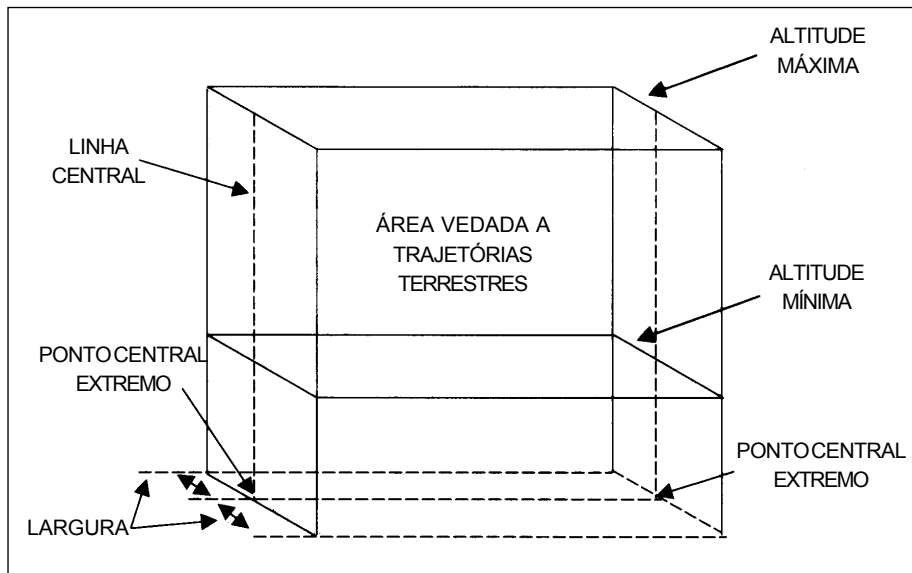 ALTITUDE
MÁXIMA
LINHA
CENTRAL
ÁREA VEDADA A
TRAJETÓRIAS
TERRESTRES
ALTITUDE
MÍNIMA
PONTO CENTRAL
EXTREMO
PONTO CENTRAL
EXTREMO
LARGURA